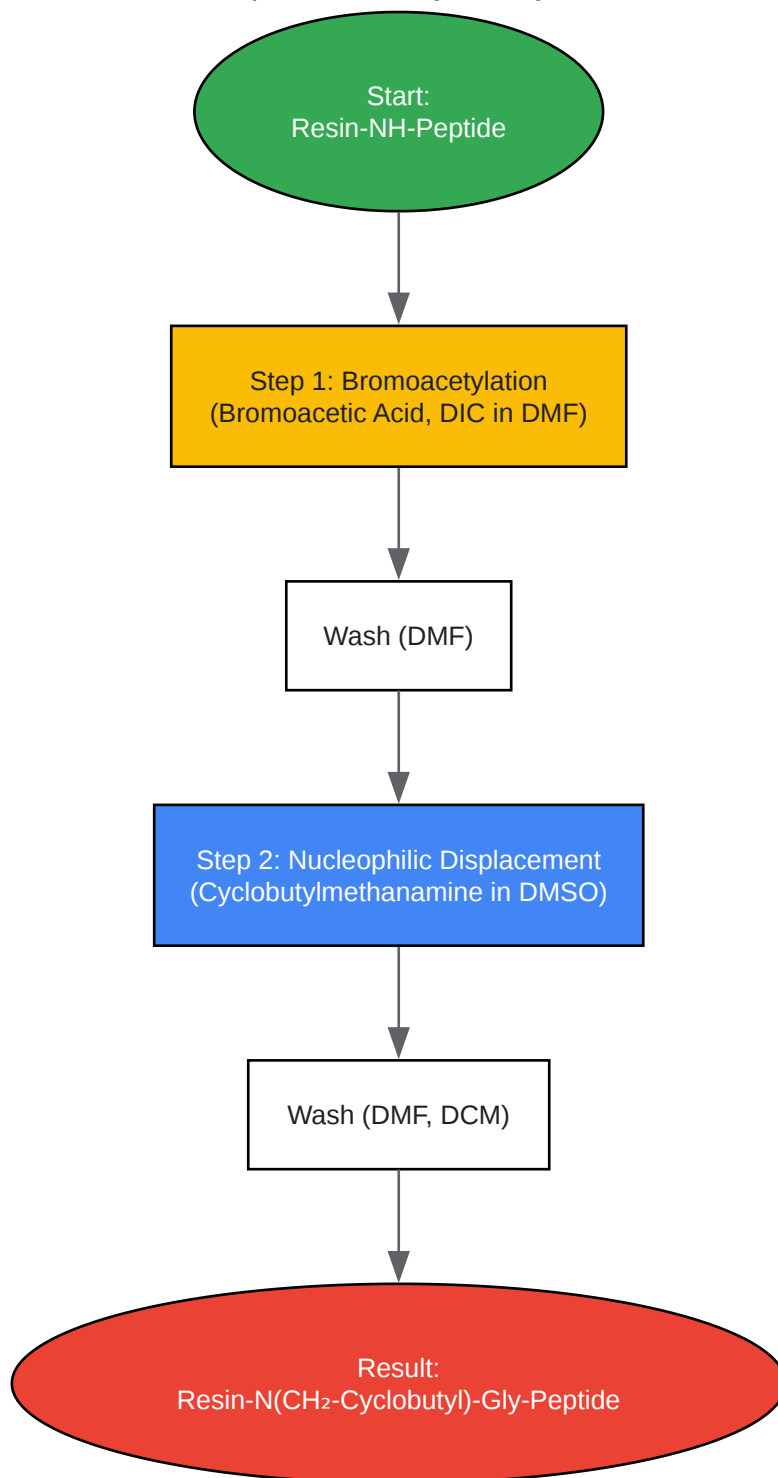 Start:
Resin-NH-Peptide
Step 1: Bromoacetylation
(Bromoacetic Acid, DIC in DMF)
Wash (DMF)
Step 2: Nucleophilic Displacement
(Cyclobutylmethanamine in DMSO)
Wash (DMF, DCM)
Result:
Resin-N(CH₂-Cyclobutyl)-Gly-Peptide